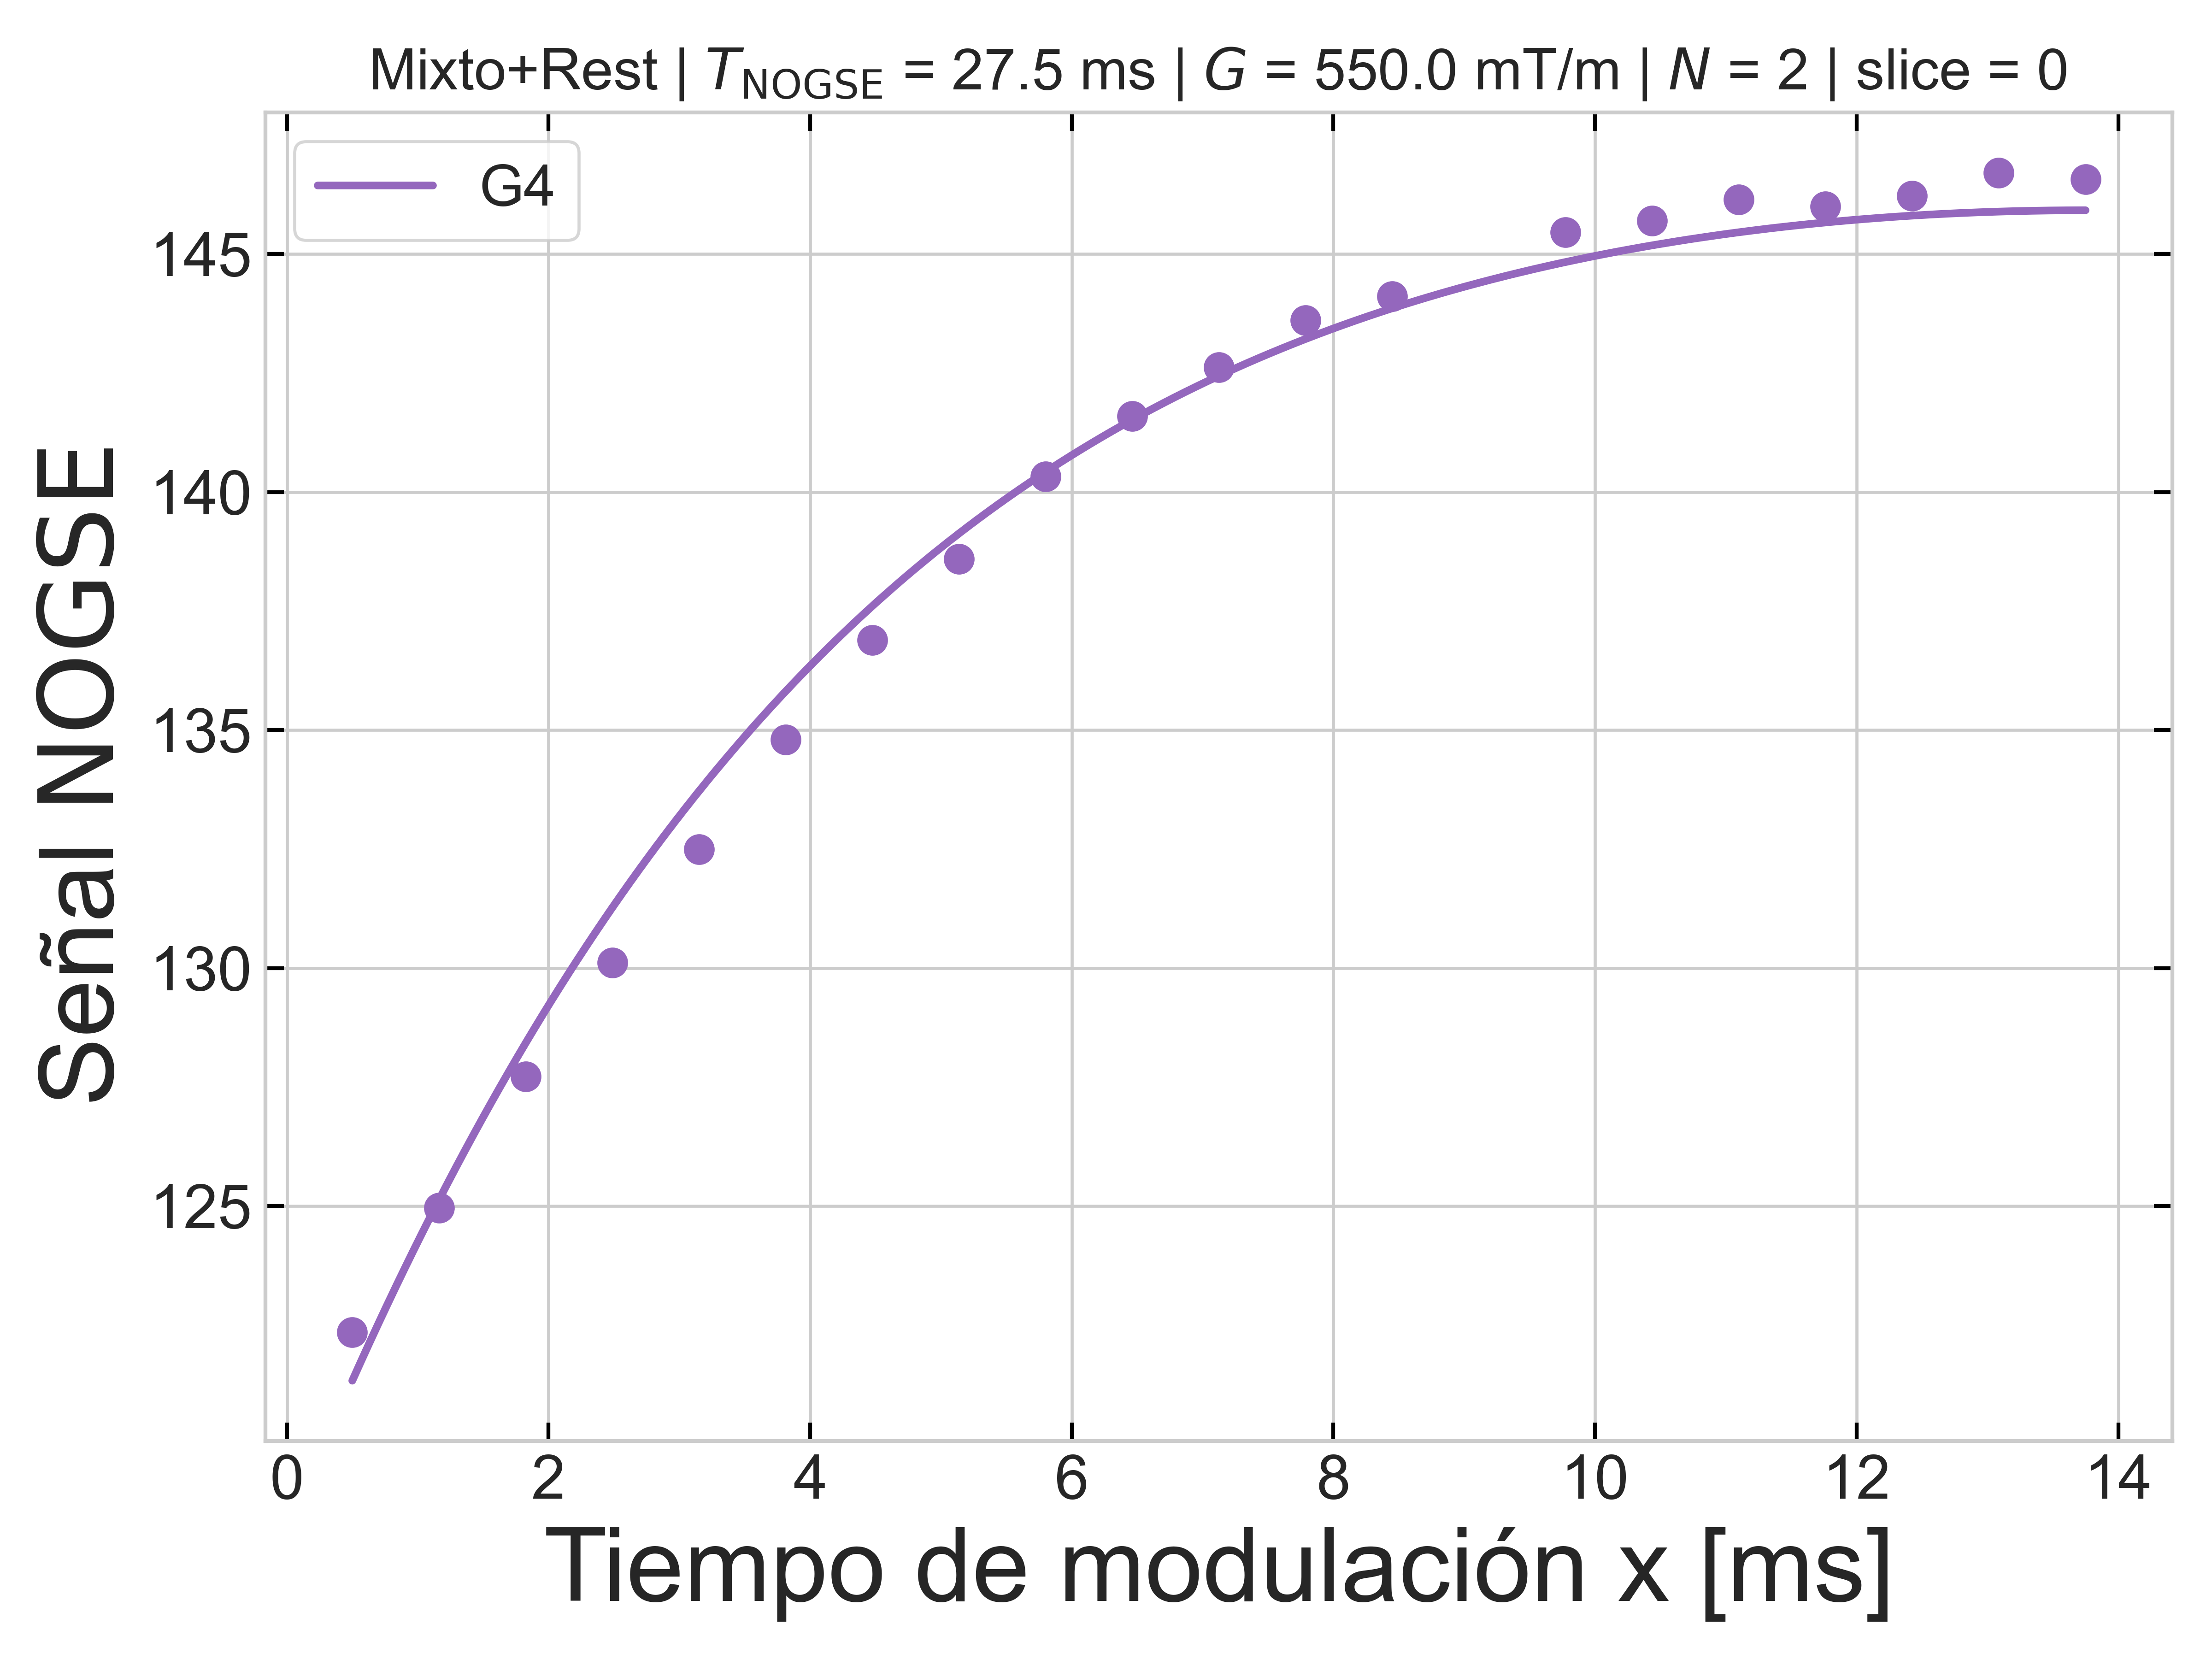 Mixto+Rest | T_NOGSE = 27.5 ms | G = 550.0 mT/m | N = 2 | slice = 0
G4
Señal NOGSE
145
140
135
130
125
0 2 4 6 8 10 12 14
Tiempo de modulación x [ms]